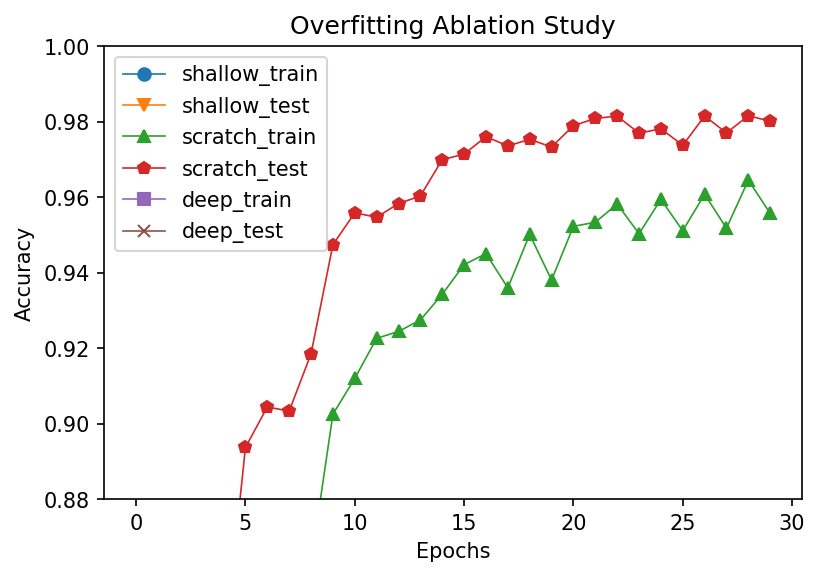 Overfitting Ablation Study
1.00
0.98
0.96
0.94
0.92
0.90
0.88
Accuracy
shallow_train
shallow_test
scratch_train
scratch_test
deep_train
deep_test
0 5 10 15 20 25 30
Epochs